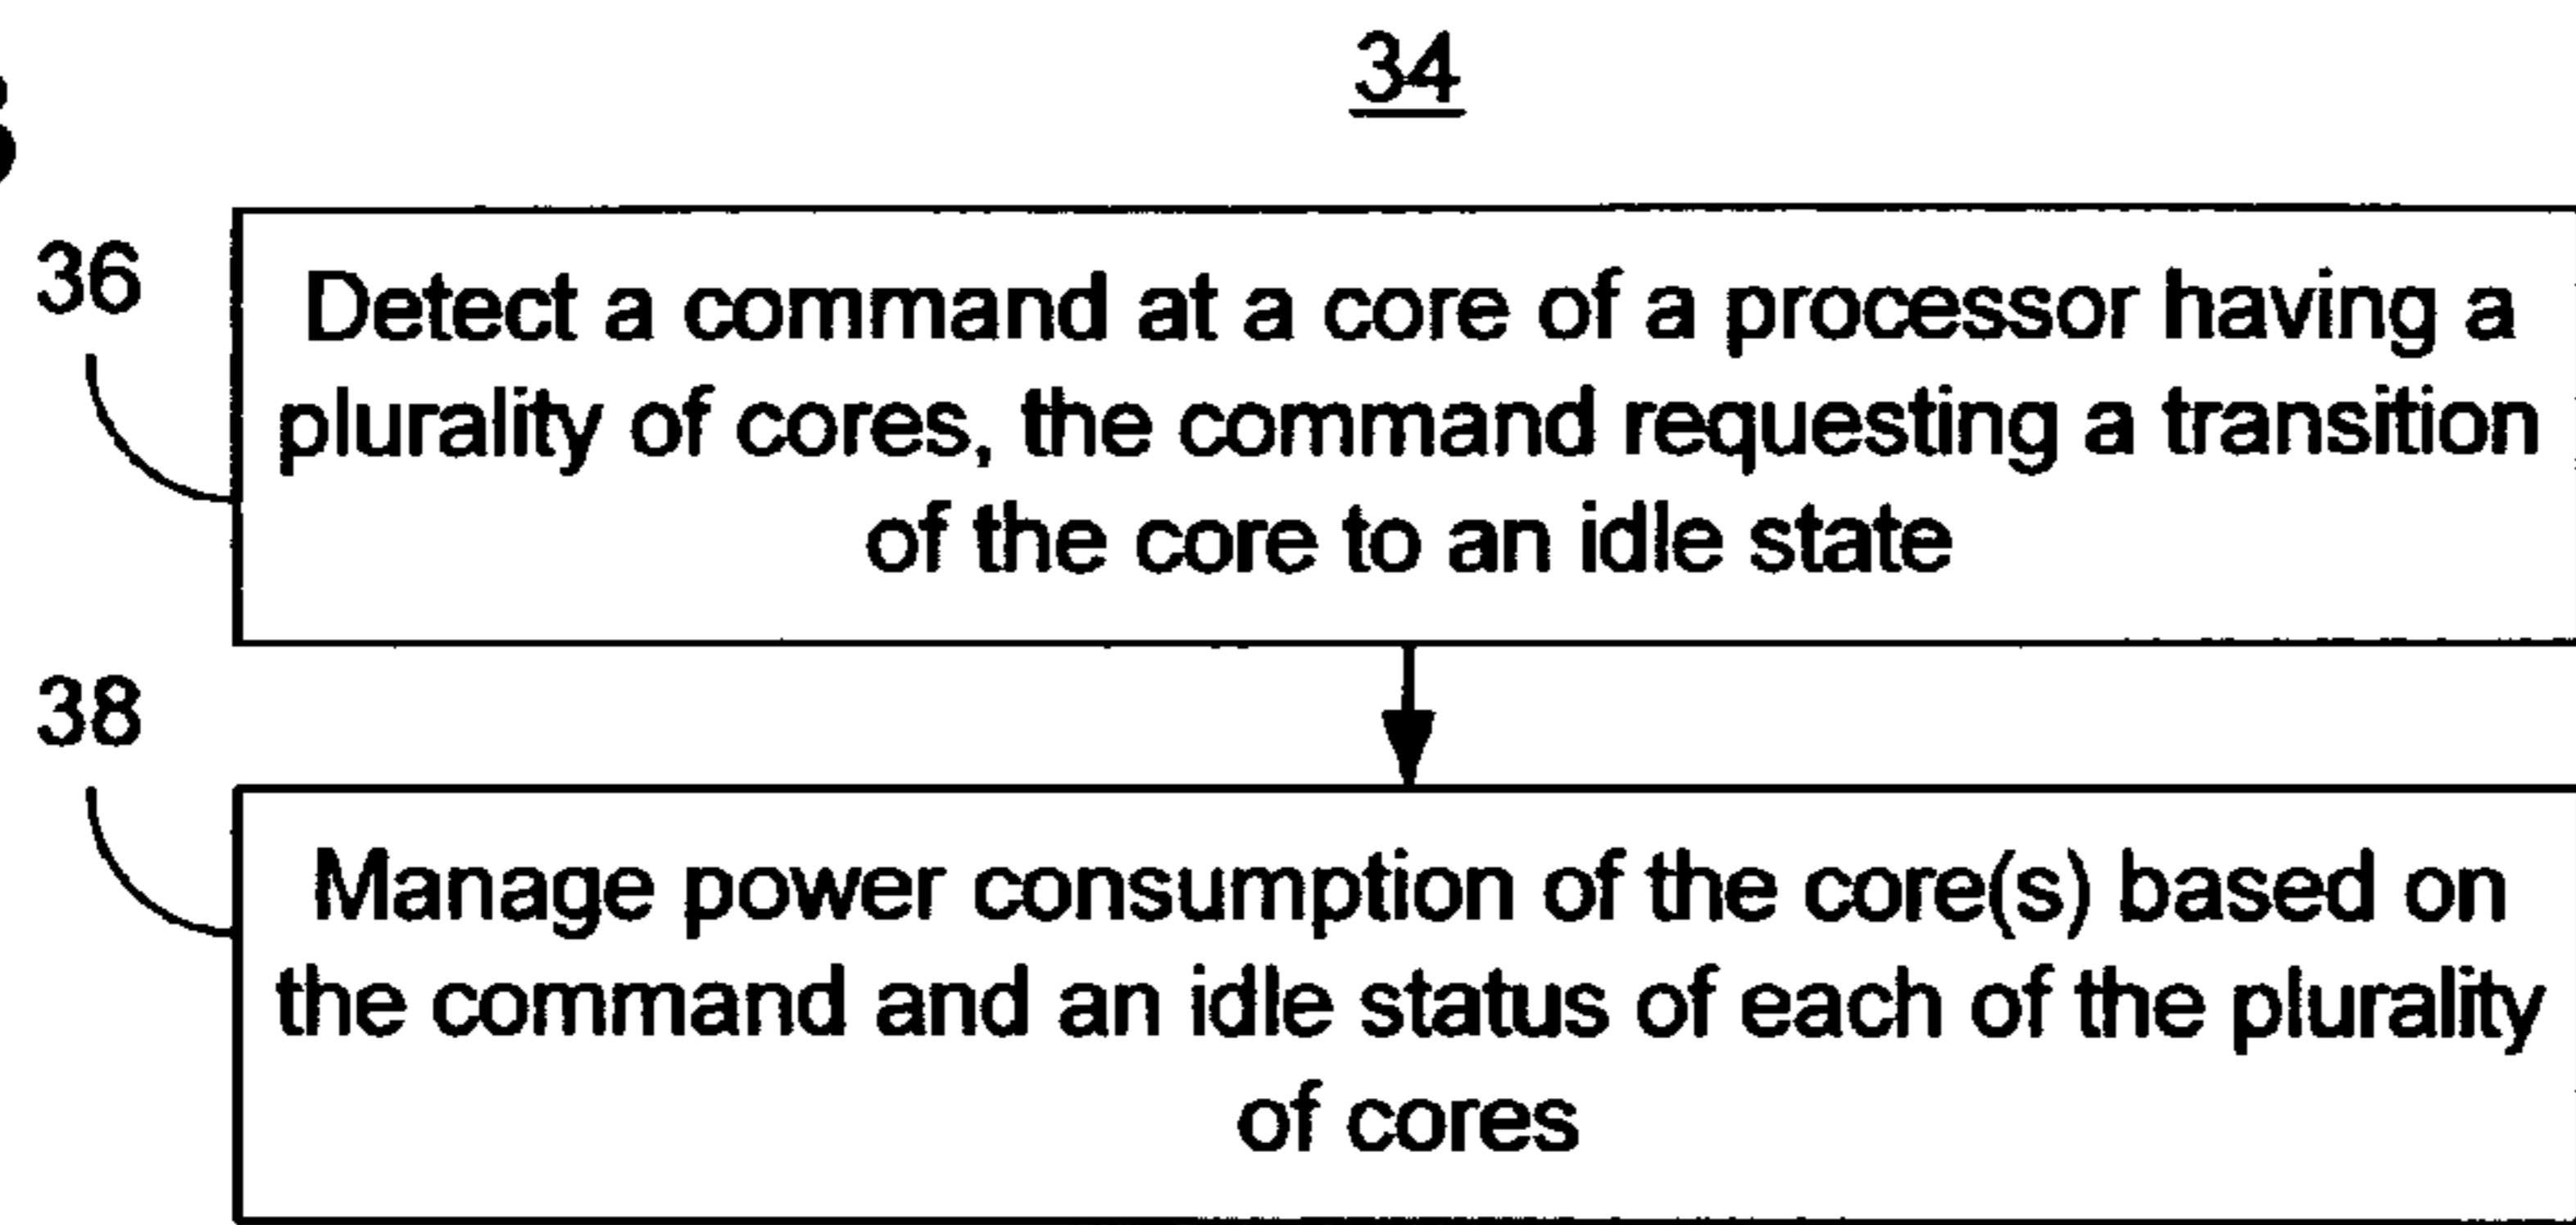 34
36
Detect a command at a core of a processor having a
plurality of cores, the command requesting a transition
of the core to an idle state
38
Manage power consumption of the core(s) based on
the command and an idle status of each of the plurality
of cores